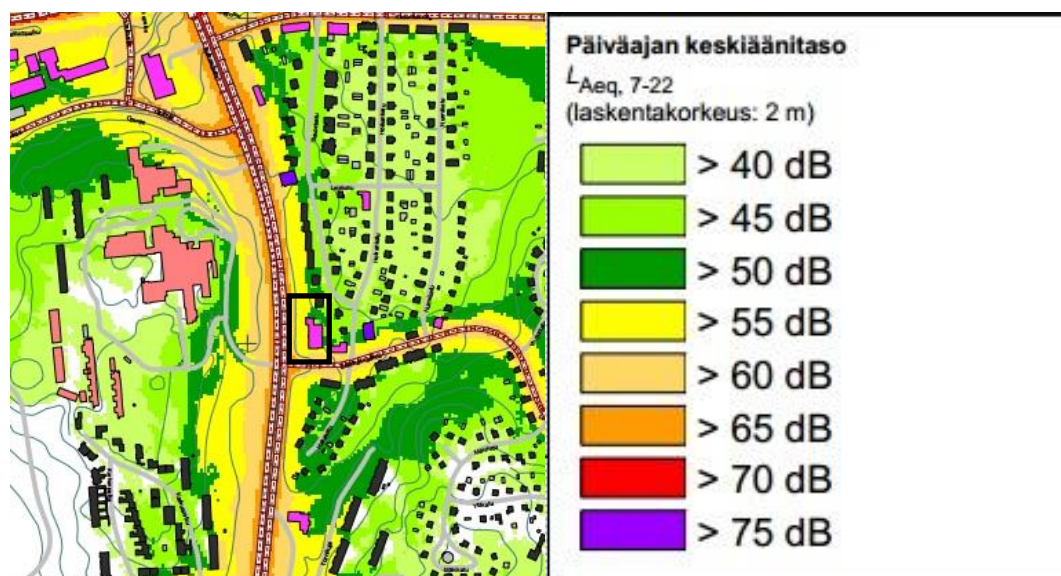 Päiväajan keskiäänitaso
LAeq, 7-22
(laskentakorkeus: 2 m)
> 40 dB
> 45 dB
> 50 dB
> 55 dB
> 60 dB
> 65 dB
> 70 dB
> 75 dB